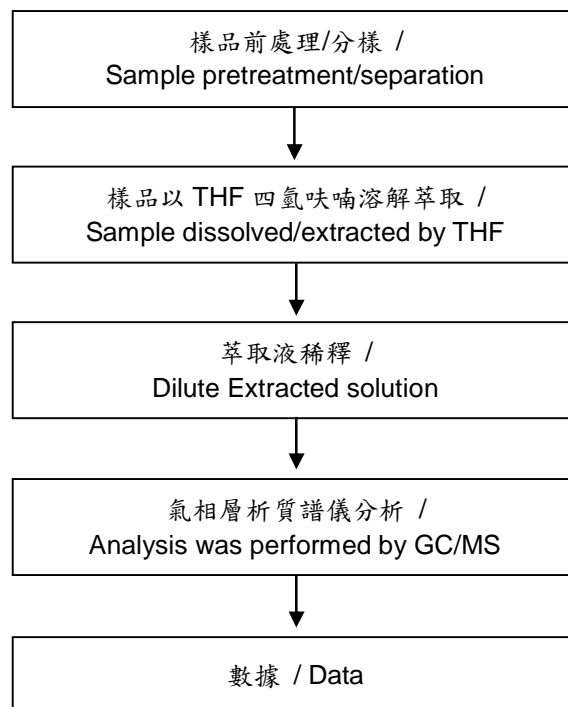 樣品前處理/分樣 /
Sample pretreatment/separation
樣品以 THF 四氫呋喃溶解萃取 /
Sample dissolved/extracted by THF
萃取液稀釋 /
Dilute Extracted solution
氣相層析質譜儀分析 /
Analysis was performed by GC/MS
數據 / Data